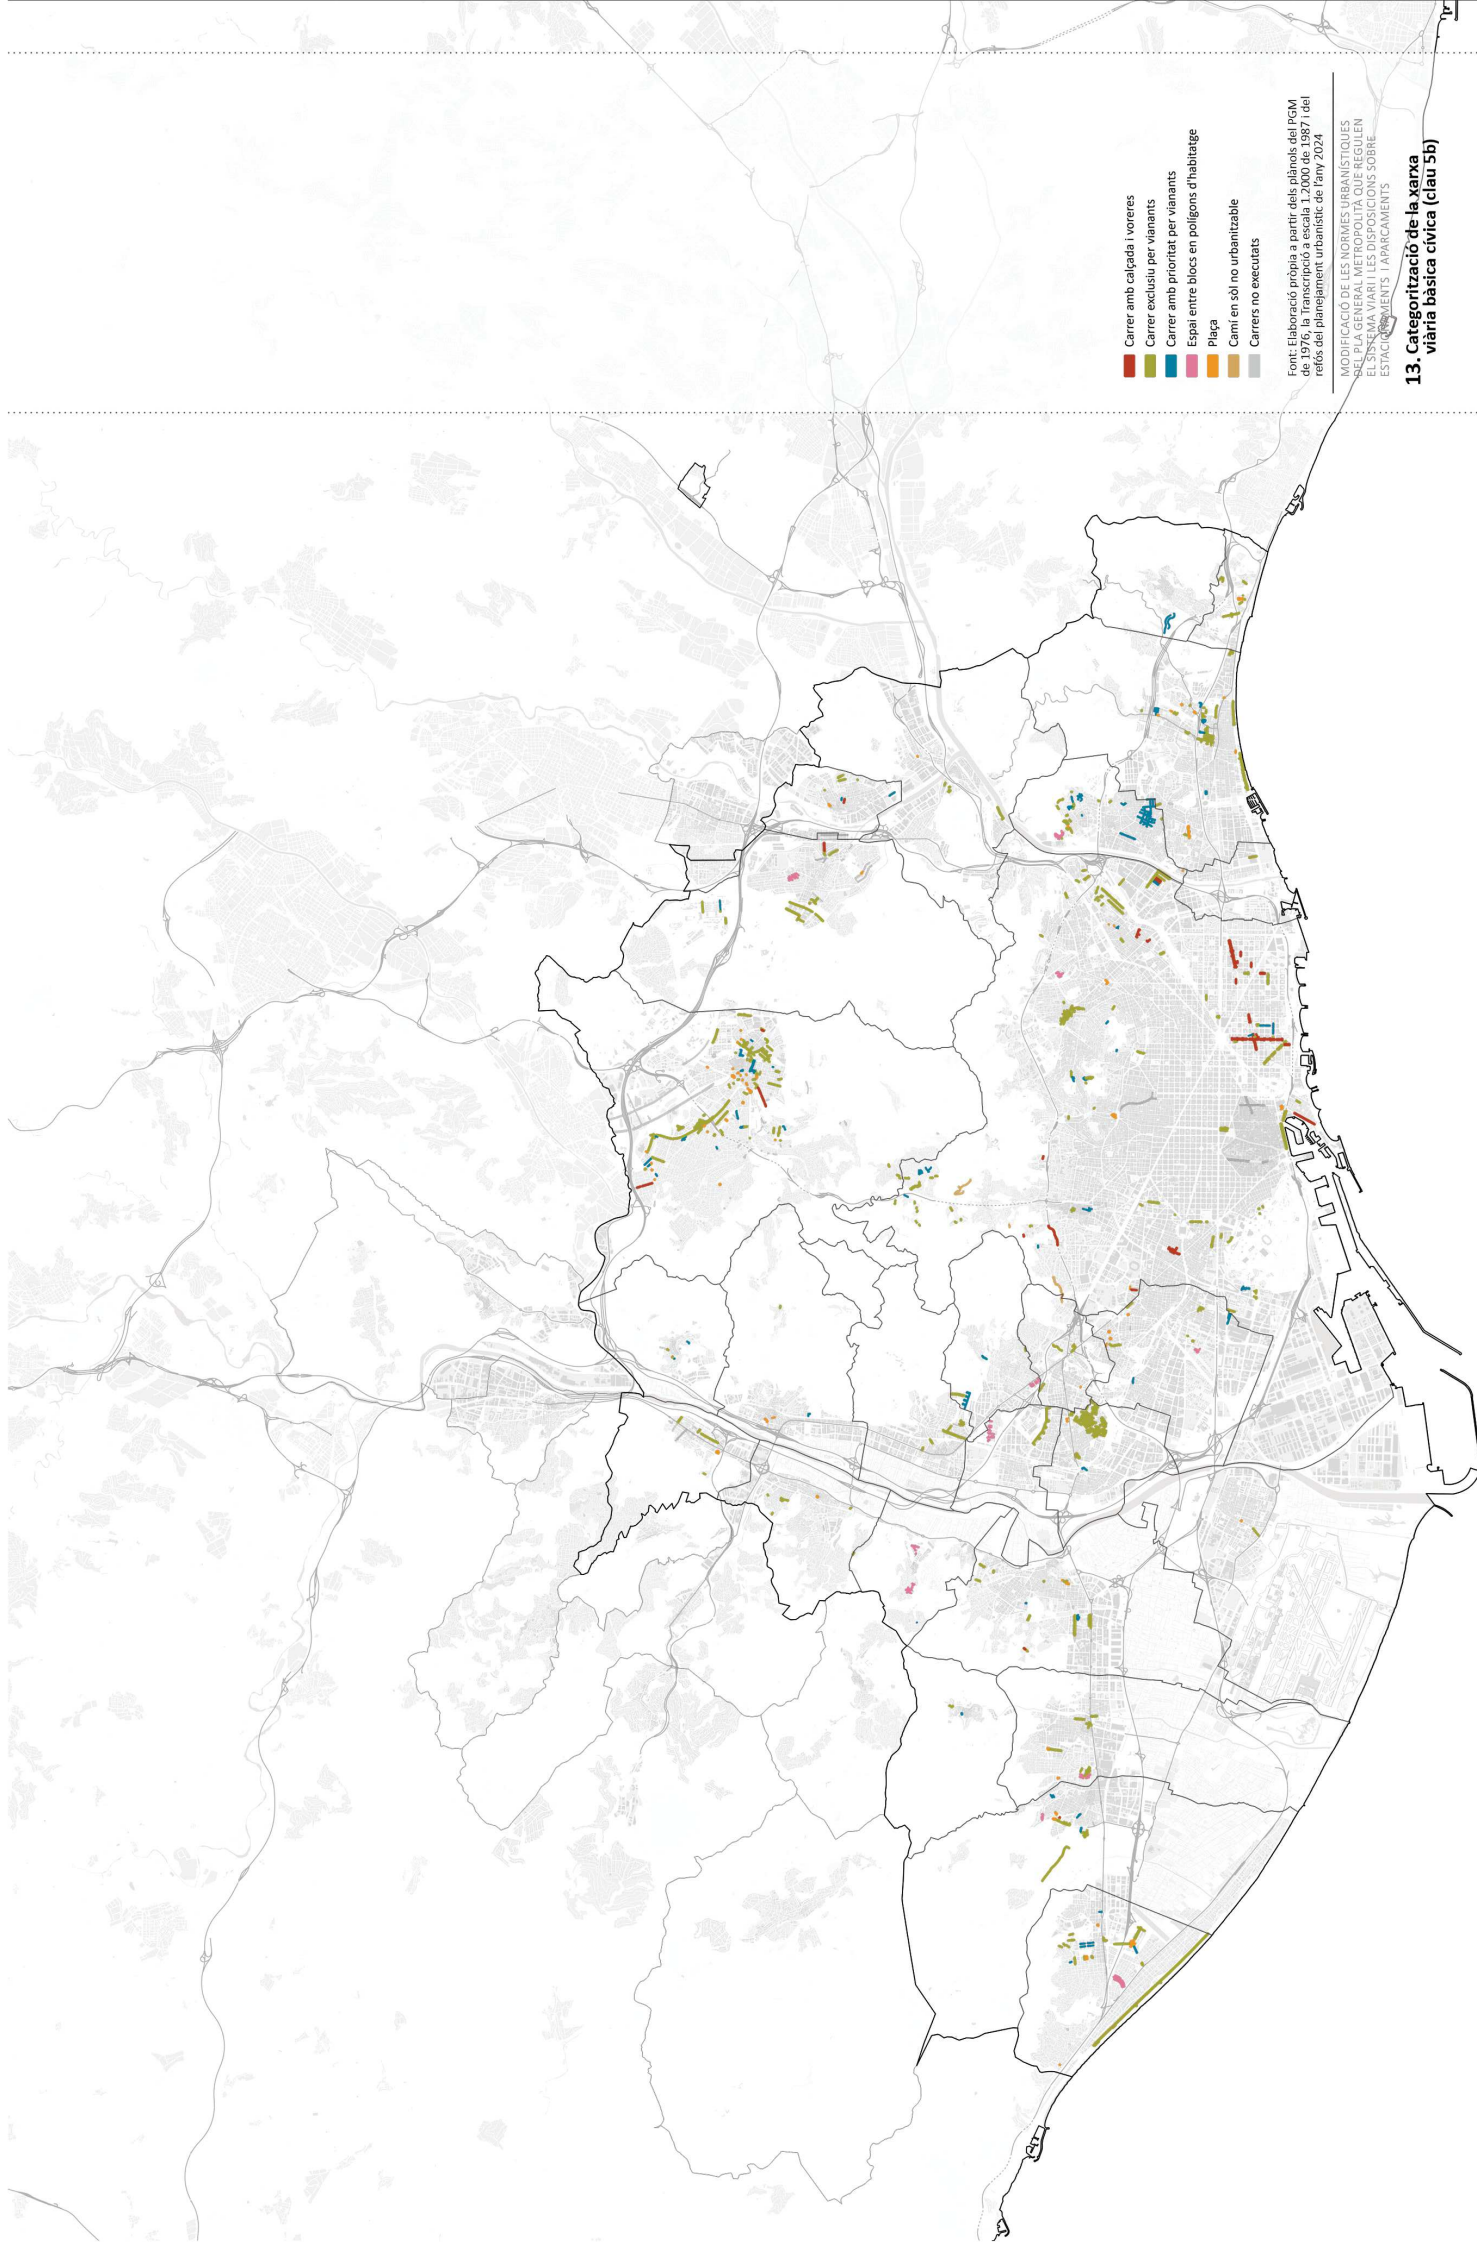 Carrer amb calçada i voreres
Carrer exclusiu per vianants
Carrer amb prioritat per vianants
Espai entre blocs en polígons d'habitatge
Plaça
Camí en sòl no urbanitzable
Carrers no executats
Font: Elaboració pròpia a partir dels plànols del PGM
de 1976, la Transcripció a escala 1.2000 de 1987 i del
refós del planejament urbanístic de l'any 2024
MODIFICACIÓ DE LES NORMES URBANÍSTIQUES
DEL PLA GENERAL METROPOLITÀ QUE REGULEN
EL SISTEMA VIARI I LES DISPOSICIONS SOBRE
ESTACIONAMENTS I APARCAMENTS
13. Categorització de la xarxa
viària bàsica cívica (clau 5b)